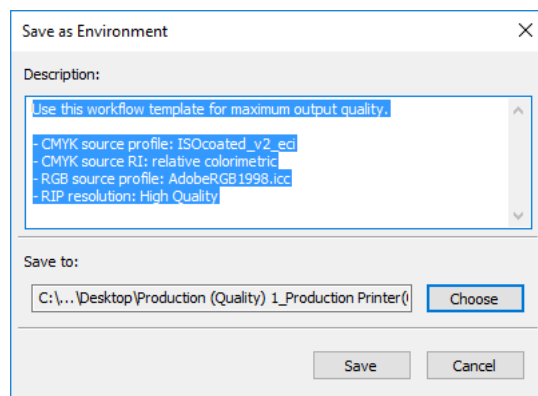 Save as Environment
Description:
Use this workflow template for maximum output quality.
- CMYK source profile: ISOcoated_v2_eci
- CMYK source RI: relative colorimetric
- RGB source profile: AdobeRGB1998.icc
- RIP resolution: High Quality
Save to:
C:\...\Desktop\Production (Quality) 1_Production Printer(
Choose
Save
Cancel